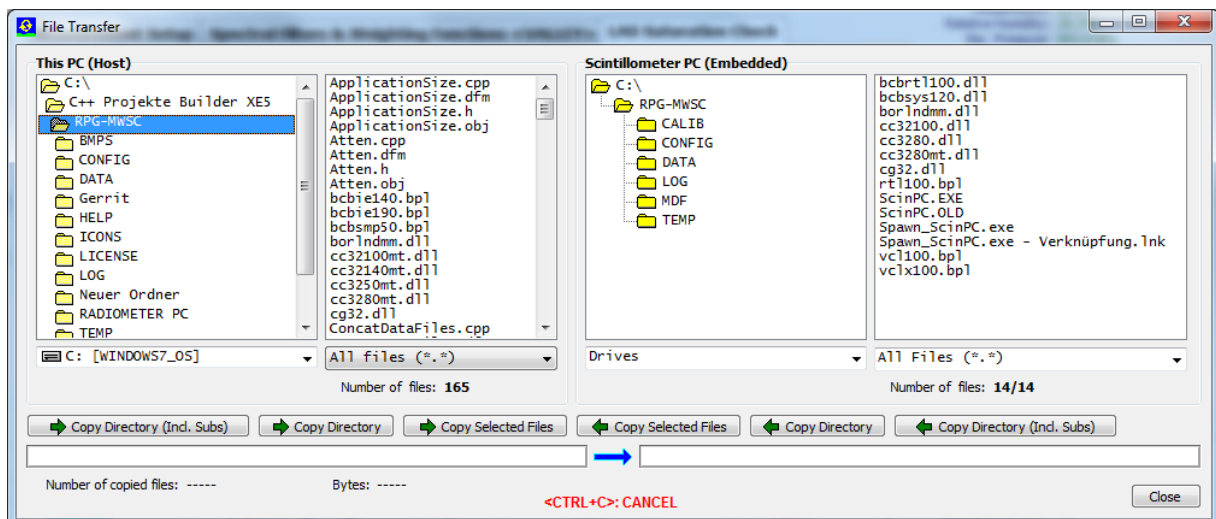 File Transfer
This PC (Host)
C:\
C++ Projekte Builder XE5
RPG-MWSC
BMPS
CONFIG
DATA
Gerrit
HELP
ICONS
LICENSE
LOG
Neuer Ordner
RADIOMETER PC
TEMP
ApplicationSize.cpp
ApplicationSize.dfm
ApplicationSize.h
ApplicationSize.obj
Atten.cpp
Atten.dfm
Atten.h
Atten.obj
bcbie140.bpl
bcbie190.bpl
bcbsmp50.bpl
borlndmm.dll
cc32100mt.dll
cc32140mt.dll
cc3250mt.dll
cc3280mt.dll
cg32.dll
ConcatDataFiles.cpp
C: [WINDOWS7_OS]
All files (*.*)
Number of files: 165
Scintillometer PC (Embedded)
C:\
RPG-MWSC
CALIB
CONFIG
DATA
LOG
MDF
TEMP
bcbrtl100.dll
bcbsys120.dll
borlndmm.dll
cc32100.dll
cc3280.dll
cc3280mt.dll
cg32.dll
rtl100.bpl
ScinPC.EXE
ScinPC.OLD
Spawn_ScinPC.exe
Spawn_ScinPC.exe - Verknüpfung.lnk
vcl100.bpl
vclx100.bpl
Drives
All Files (*.*)
Number of files: 14/14
Copy Directory (Incl. Subs)
Copy Directory
Copy Selected Files
Copy Selected Files
Copy Directory
Copy Directory (Incl. Subs)
Number of copied files: -----
Bytes: -----
<CTRL+C>: CANCEL
Close